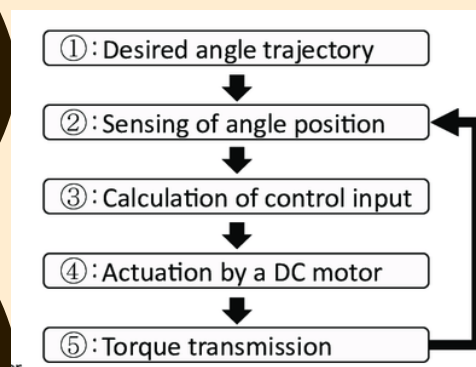 ①:Desired angle trajectory
②:Sensing of angle position
③:Calculation of control input
④:Actuation by a DC motor
⑤:Torque transmission